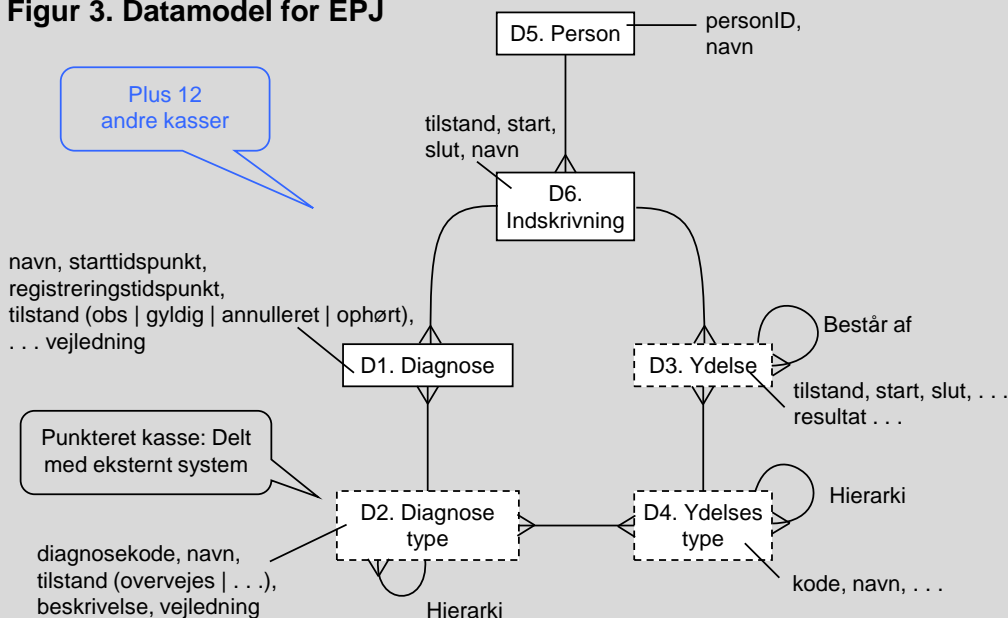 Figur 3. Datamodel for EPJ
D5. Person
personID,
navn
Plus 12
andre kasser
tilstand, start,
slut, navn
D6.
Indskrivning
navn, starttidspunkt,
registreringstidspunkt,
tilstand (obs | gyldig | annulleret | ophørt),
. . . vejledning
Består af
D1. Diagnose
D3. Ydelse
tilstand, start, slut, . . .
resultat . . .
Punkteret kasse: Delt
med eksternt system
Hierarki
D2. Diagnose
type
D4. Ydelses
type
diagnosekode, navn,
tilstand (overvejes | . . .),
beskrivelse, vejledning
kode, navn, . . .
Hierarki